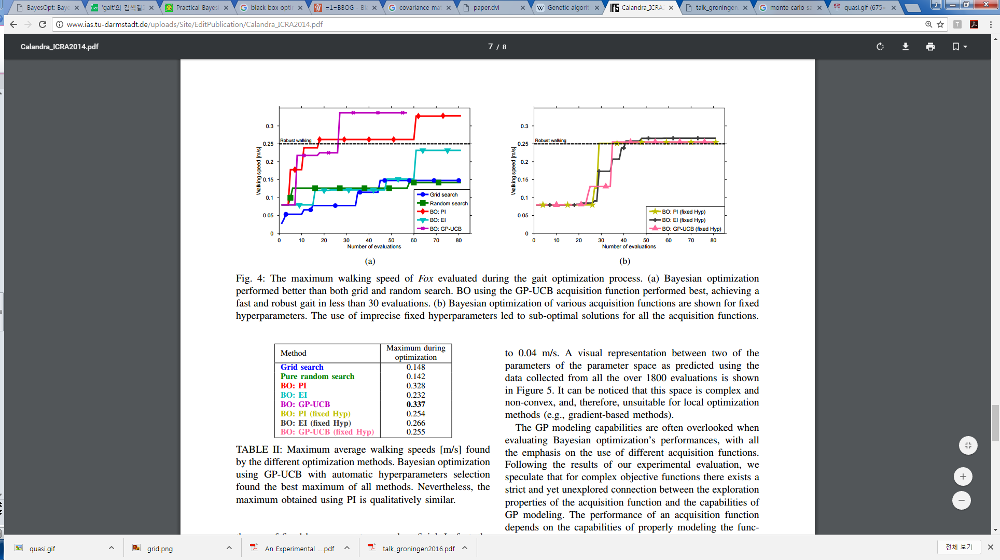 BayesOpt: Baye
'gait'의 검색결
Practical Bayesi
black box optir
=1=BBOG - Bl
covariance mat
paper.dvi
Genetic algorit
Calandra_ICRA
talk_groningen
monte carlo sa
quasi.gif (675×
www.ias.tu-darmstadt.de/uploads/Site/EditPublication/Calandra_ICRA2014.pdf
Calandra_ICRA2014.pdf
7 / 8
0.3
0.25
0.2
0.15
0.1
0.05
0
Walking speed [m/s]
Robust walking
Grid search
Random search
BO: PI
BO: EI
BO: GP-UCB
0 10 20 30 40 50 60 70 80
Number of evaluations
(a)
0.3
0.25
0.2
0.15
0.1
0.05
0
Walking speed [m/s]
Robust walking
BO: PI (fixed Hyp)
BO: EI (fixed Hyp)
BO: GP-UCB (fixed Hyp)
0 10 20 30 40 50 60 70 80
Number of evaluations
(b)
Fig. 4: The maximum walking speed of Fox evaluated during the gait optimization process. (a) Bayesian optimization
performed better than both grid and random search. BO using the GP-UCB acquisition function performed best, achieving a
fast and robust gait in less than 30 evaluations. (b) Bayesian optimization of various acquisition functions are shown for fixed
hyperparameters. The use of imprecise fixed hyperparameters led to sub-optimal solutions for all the acquisition functions.
Method Maximum during
optimization
Grid search 0.148
Pure random search 0.142
BO: PI 0.328
BO: EI 0.232
BO: GP-UCB 0.337
BO: PI (fixed Hyp) 0.254
BO: EI (fixed Hyp) 0.266
BO: GP-UCB (fixed Hyp) 0.255
TABLE II: Maximum average walking speeds [m/s] found
by the different optimization methods. Bayesian optimization
using GP-UCB with automatic hyperparameters selection
found the best maximum of all methods. Nevertheless, the
maximum obtained using PI is qualitatively similar.
to 0.04 m/s. A visual representation between two of the
parameters of the parameter space as predicted using the
data collected from all the over 1800 evaluations is shown
in Figure 5. It can be noticed that this space is complex and
non-convex, and, therefore, unsuitable for local optimization
methods (e.g., gradient-based methods).
The GP modeling capabilities are often overlooked when
evaluating Bayesian optimization's performances, with all
the emphasis on the use of different acquisition functions.
Following the results of our experimental evaluation, we
speculate that for complex objective functions there exists a
strict and yet unexplored connection between the exploration
properties of the acquisition function and the capabilities of
GP modeling. The performance of an acquisition function
depends on the capabilities of properly modeling the func-
quasi.gif
grid.png
An Experimental ....pdf
talk_groningen2016.pdf
전체 보기